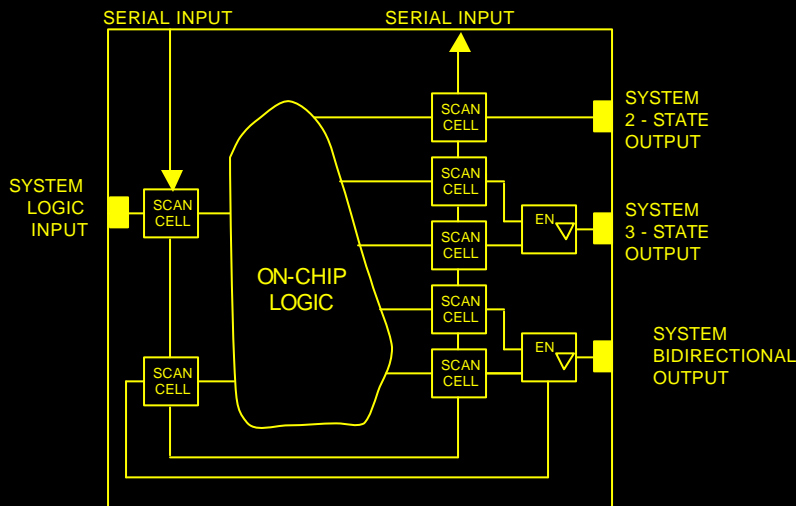 SERIAL INPUT
SERIAL INPUT
SCAN
CELL
SYSTEM
2 - STATE
OUTPUT
SCAN
CELL
SYSTEM
LOGIC
INPUT
SCAN
CELL
EN
SYSTEM
3 - STATE
OUTPUT
SCAN
CELL
ON-CHIP
LOGIC
SCAN
CELL
EN
SYSTEM
BIDIRECTIONAL
OUTPUT
SCAN
CELL
SCAN
CELL